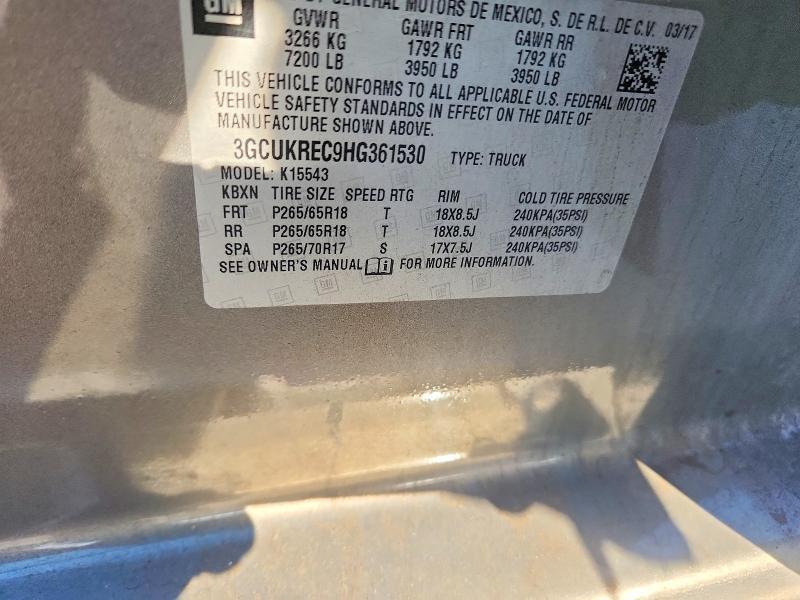 GM
GENERAL MOTORS DE MEXICO, S. DE R.L. DE C.V. 03/17
GVWR GAWR FRT GAWR RR
3266 KG 1792 KG 1792 KG
7200 LB 3950 LB 3950 LB
THIS VEHICLE CONFORMS TO ALL APPLICABLE U.S. FEDERAL MOTOR
VEHICLE SAFETY STANDARDS IN EFFECT ON THE DATE OF
MANUFACTURE SHOWN ABOVE.
3GCUKREC9HG361530 TYPE: TRUCK
MODEL: K15543
KBXN TIRE SIZE SPEED RTG RIM COLD TIRE PRESSURE
FRT P265/65R18 T 18X8.5J 240KPA(35PSI)
RR P265/65R18 T 18X8.5J 240KPA(35PSI)
SPA P265/70R17 S 17X7.5J 240KPA(35PSI)
SEE OWNER'S MANUAL FOR MORE INFORMATION.